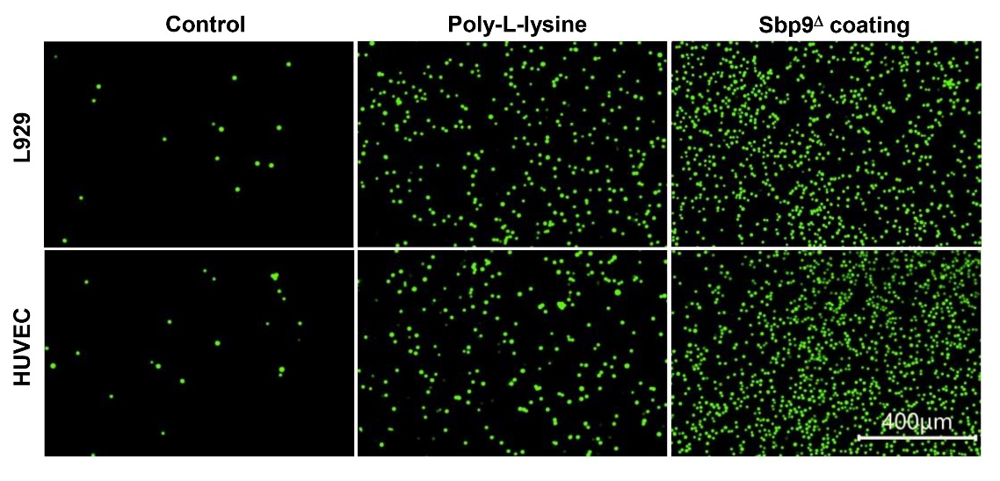 Control Poly-L-lysine Sbp9Δ coating
L929
HUVEC
400µm